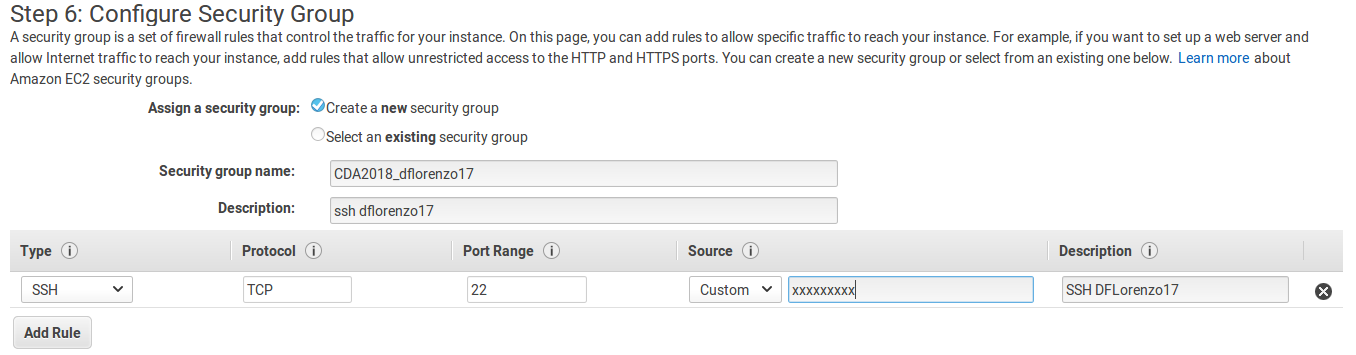 Step 6: Configure Security Group
A security group is a set of firewall rules that control the traffic for your instance. On this page, you can add rules to allow specific traffic to reach your instance. For example, if you want to set up a web server and
allow Internet traffic to reach your instance, add rules that allow unrestricted access to the HTTP and HTTPS ports. You can create a new security group or select from an existing one below. Learn more about
Amazon EC2 security groups.
Assign a security group: Create a new security group
Select an existing security group
Security group name: CDA2018_dflorenzo17
Description: ssh dflorenzo17
Type i Protocol i Port Range i Source i Description i
SSH TCP 22 Custom xxxxxxxxx SSH DFLorenzo17
Add Rule